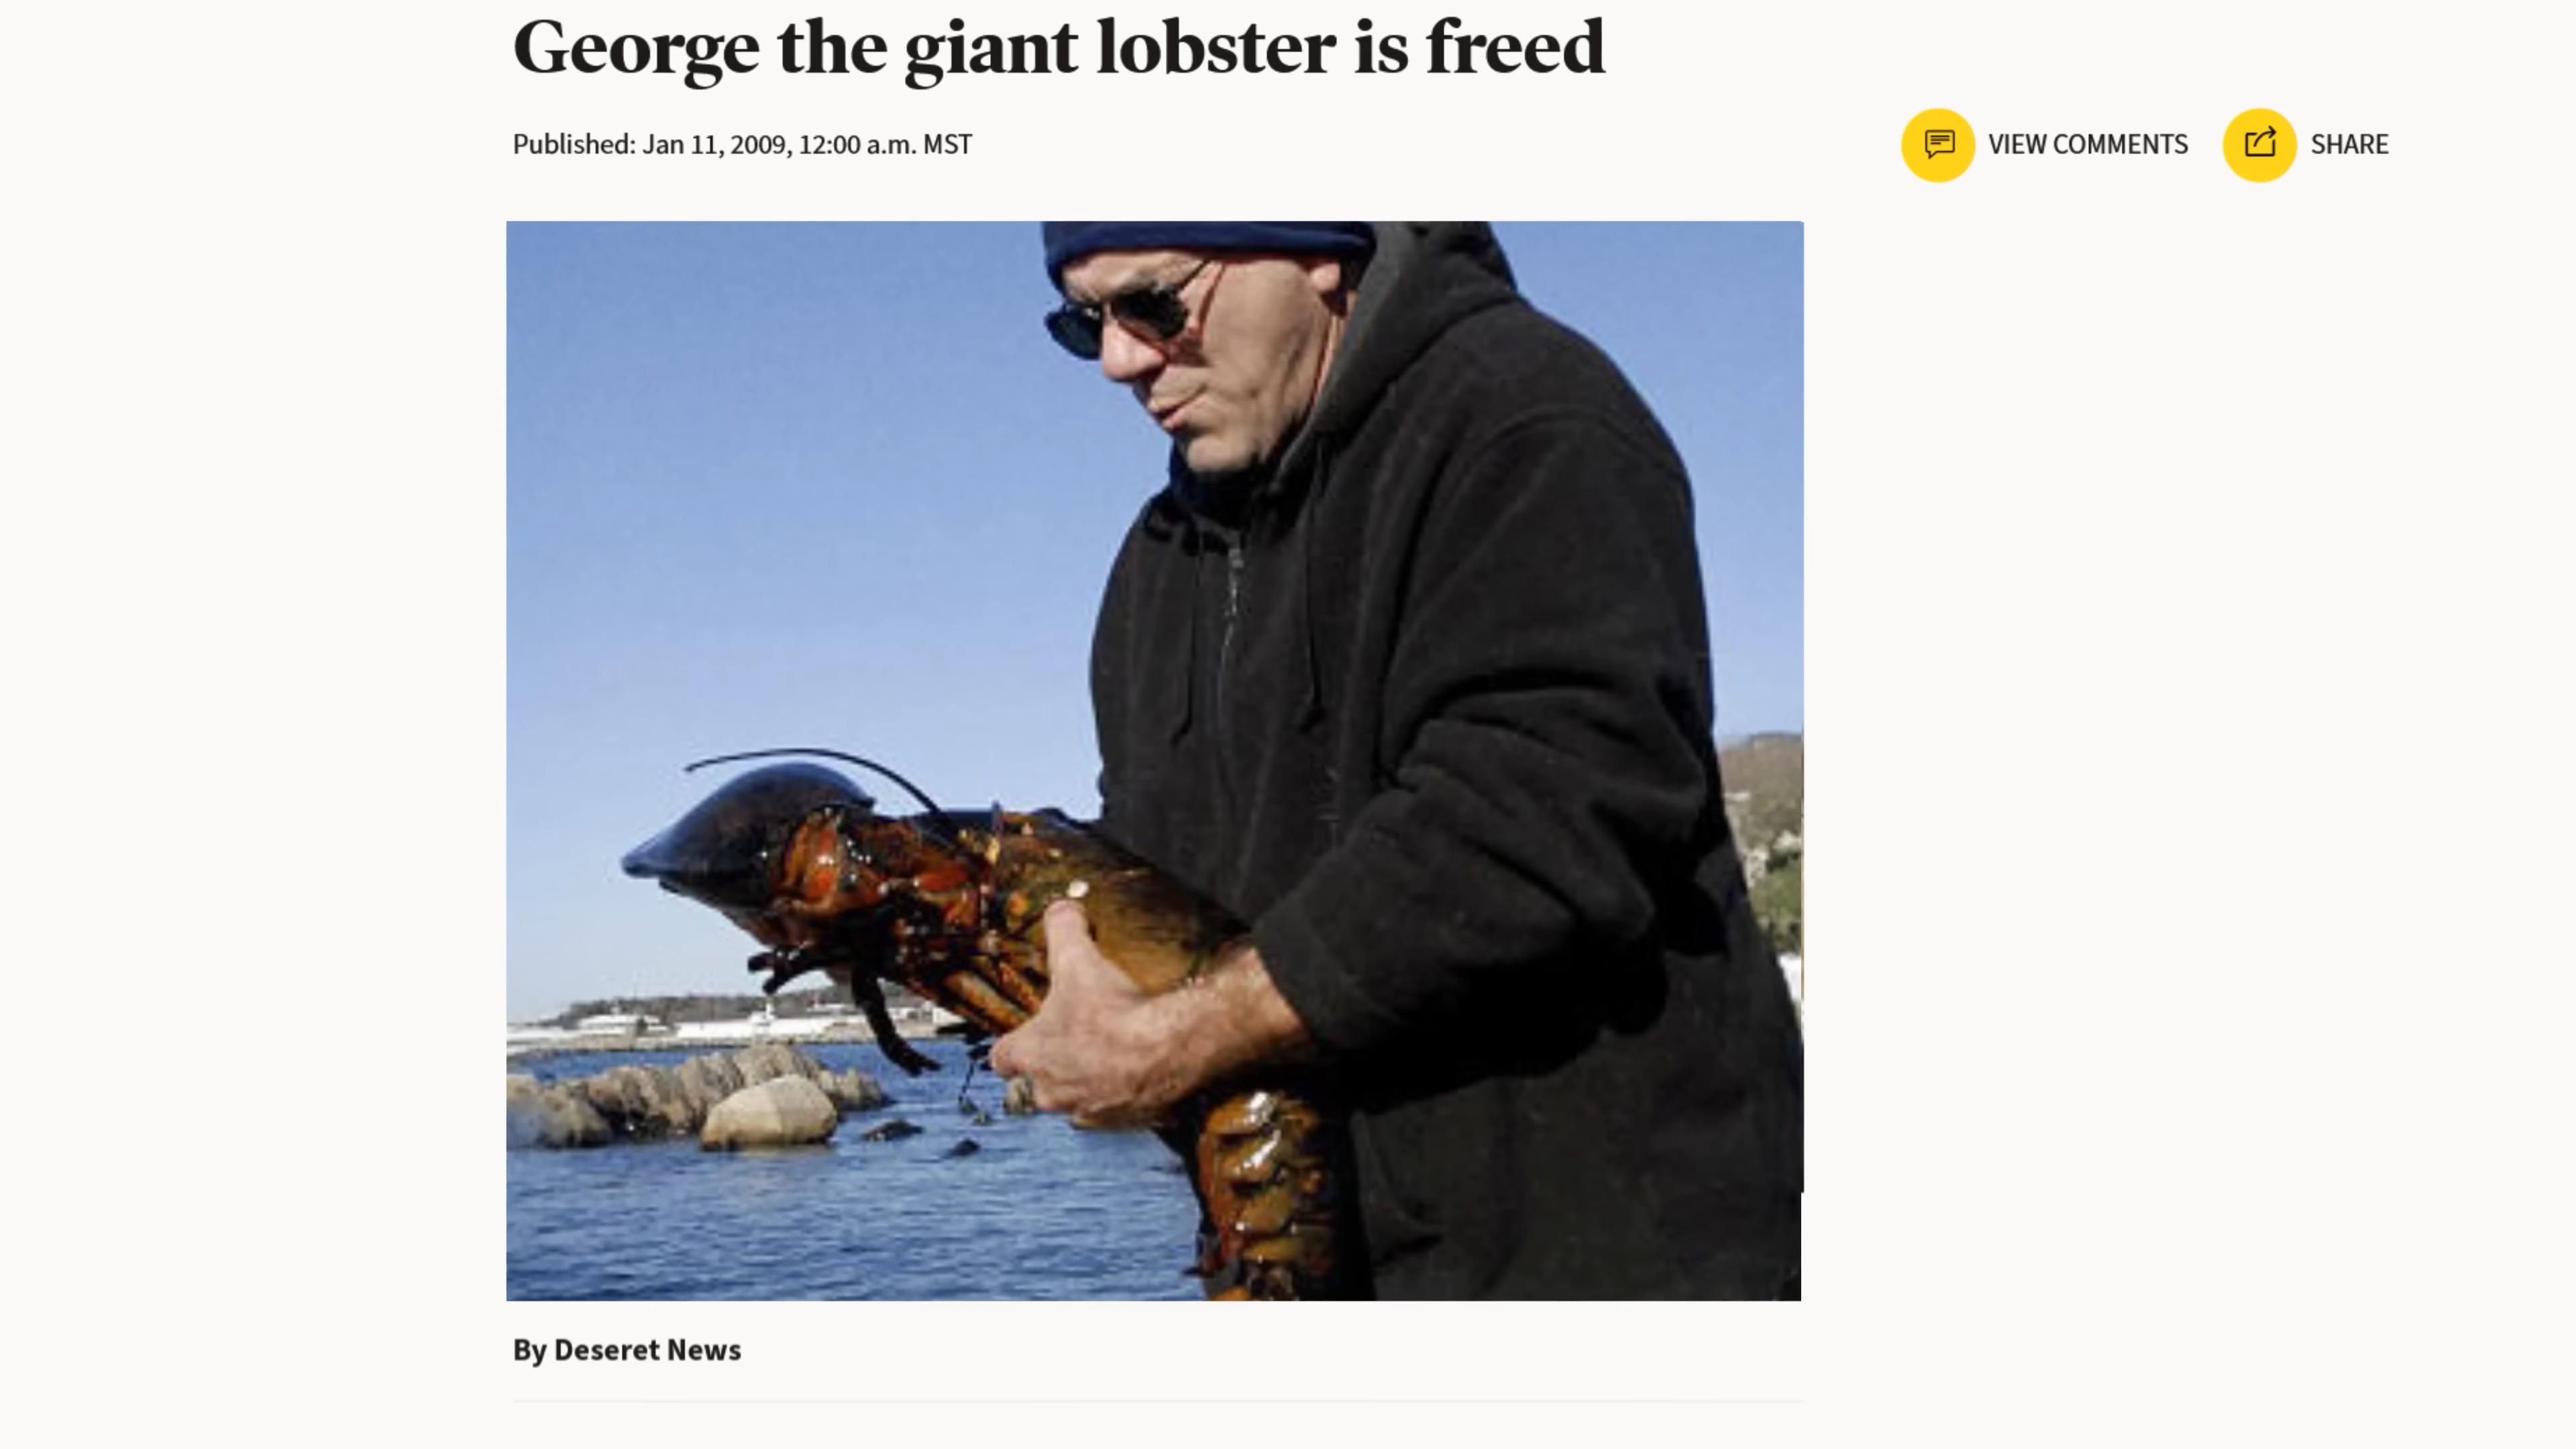 George the giant lobster is freed
Published: Jan 11, 2009, 12:00 a.m. MST
VIEW COMMENTS
SHARE
By Deseret News